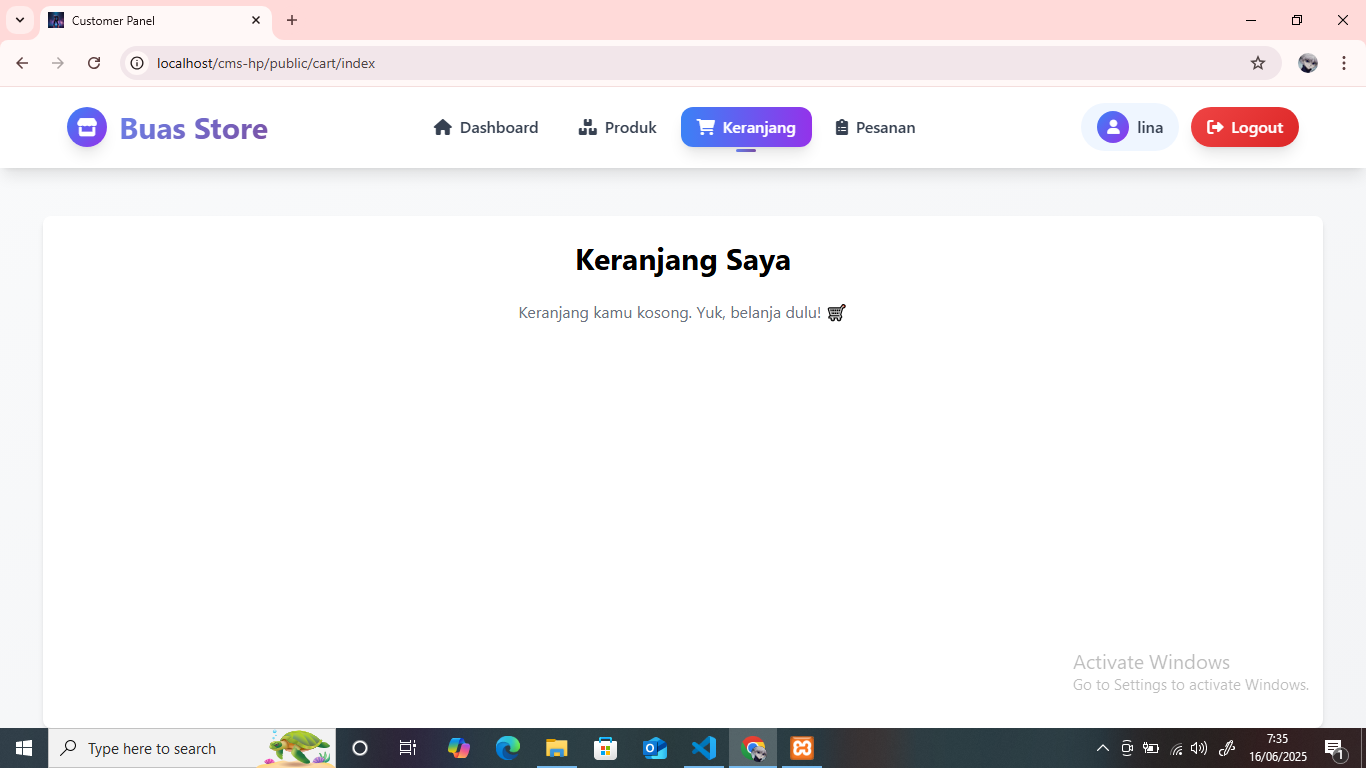 Customer Panel
localhost/cms-hp/public/cart/index
Buas Store
Dashboard
Produk
Keranjang
Pesanan
lina
Logout
Keranjang Saya
Keranjang kamu kosong. Yuk, belanja dulu! 🛒
Activate Windows
Go to Settings to activate Windows.
Type here to search
7:35
16/06/2025
1